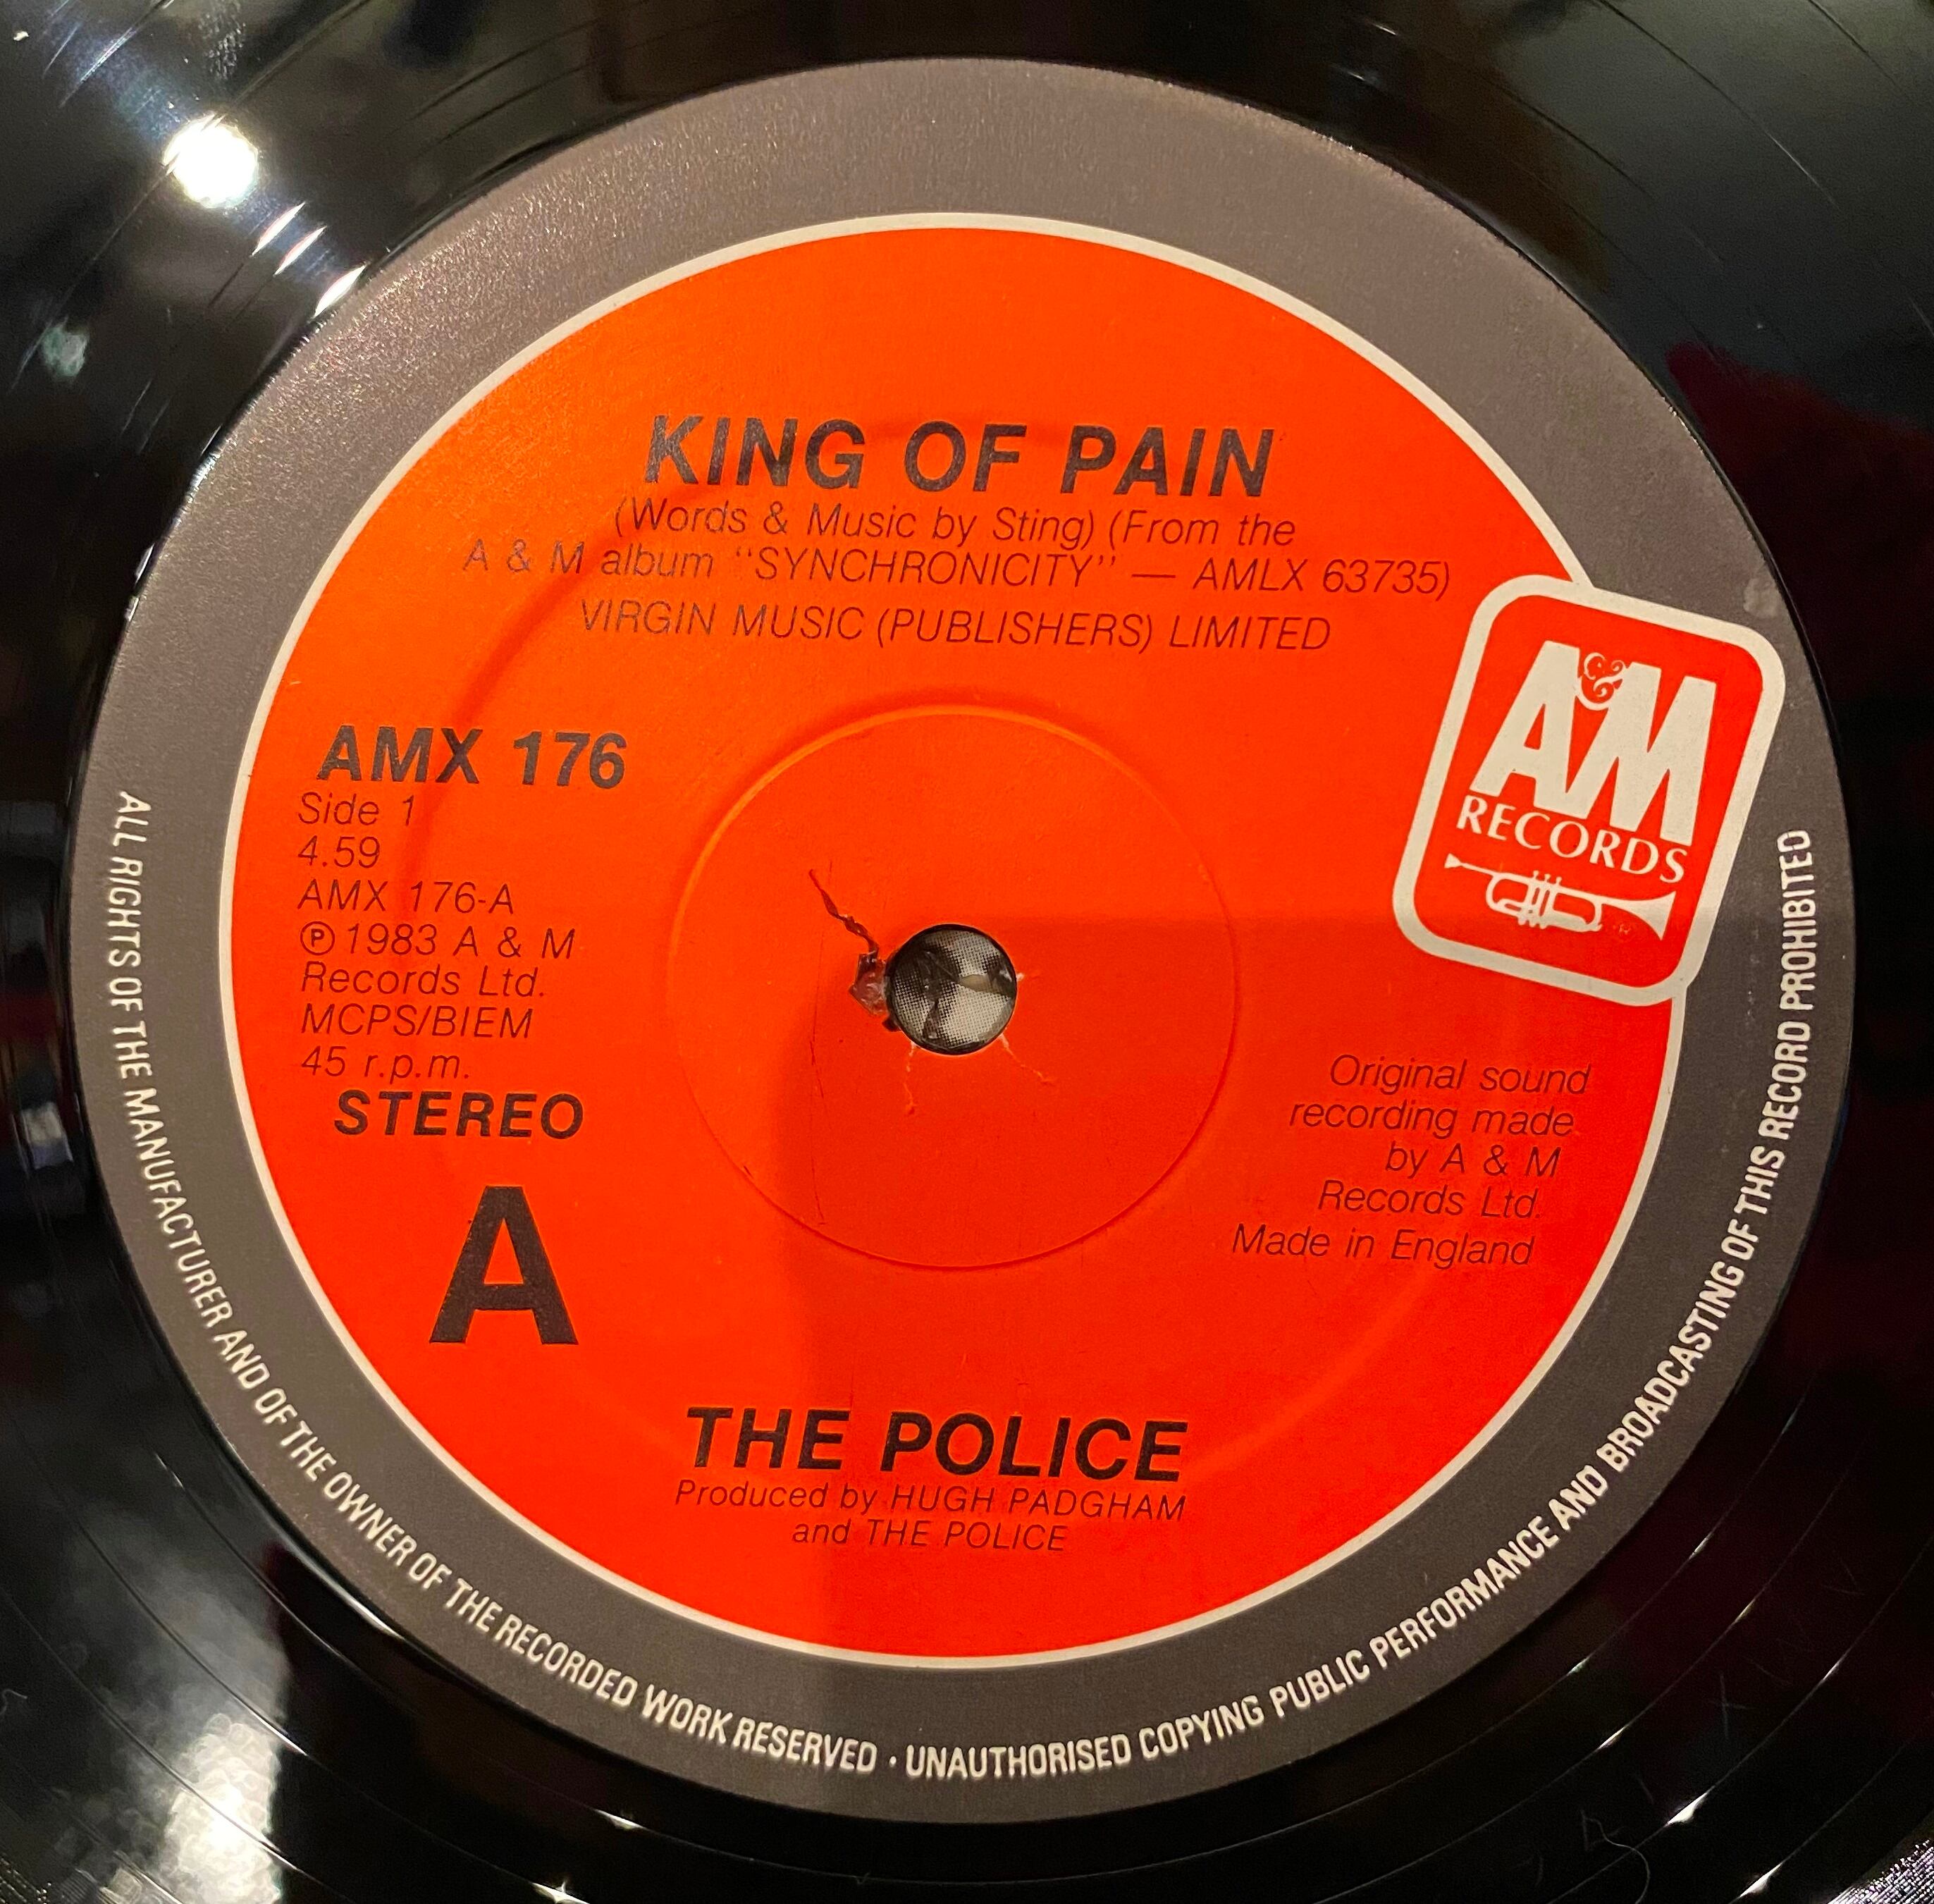 KING OF PAIN
(Words & Music by Sting) (From the
A & M album “SYNCHRONICITY” — AMLX 63735)
VIRGIN MUSIC (PUBLISHERS) LIMITED
A&M
RECORDS
®
AMX 176
Side 1
4.59
AMX 176-A
℗ 1983 A & M
Records Ltd.
MCPS/BIEM
45 r.p.m.
STEREO
A
Original sound
recording made
by A & M
Records Ltd.
Made in England
THE POLICE
Produced by HUGH PADGHAM
and THE POLICE
ALL RIGHTS OF THE MANUFACTURER AND OF THE OWNER OF THE RECORDED WORK RESERVED · UNAUTHORISED COPYING PUBLIC PERFORMANCE AND BROADCASTING OF THIS RECORD PROHIBITED